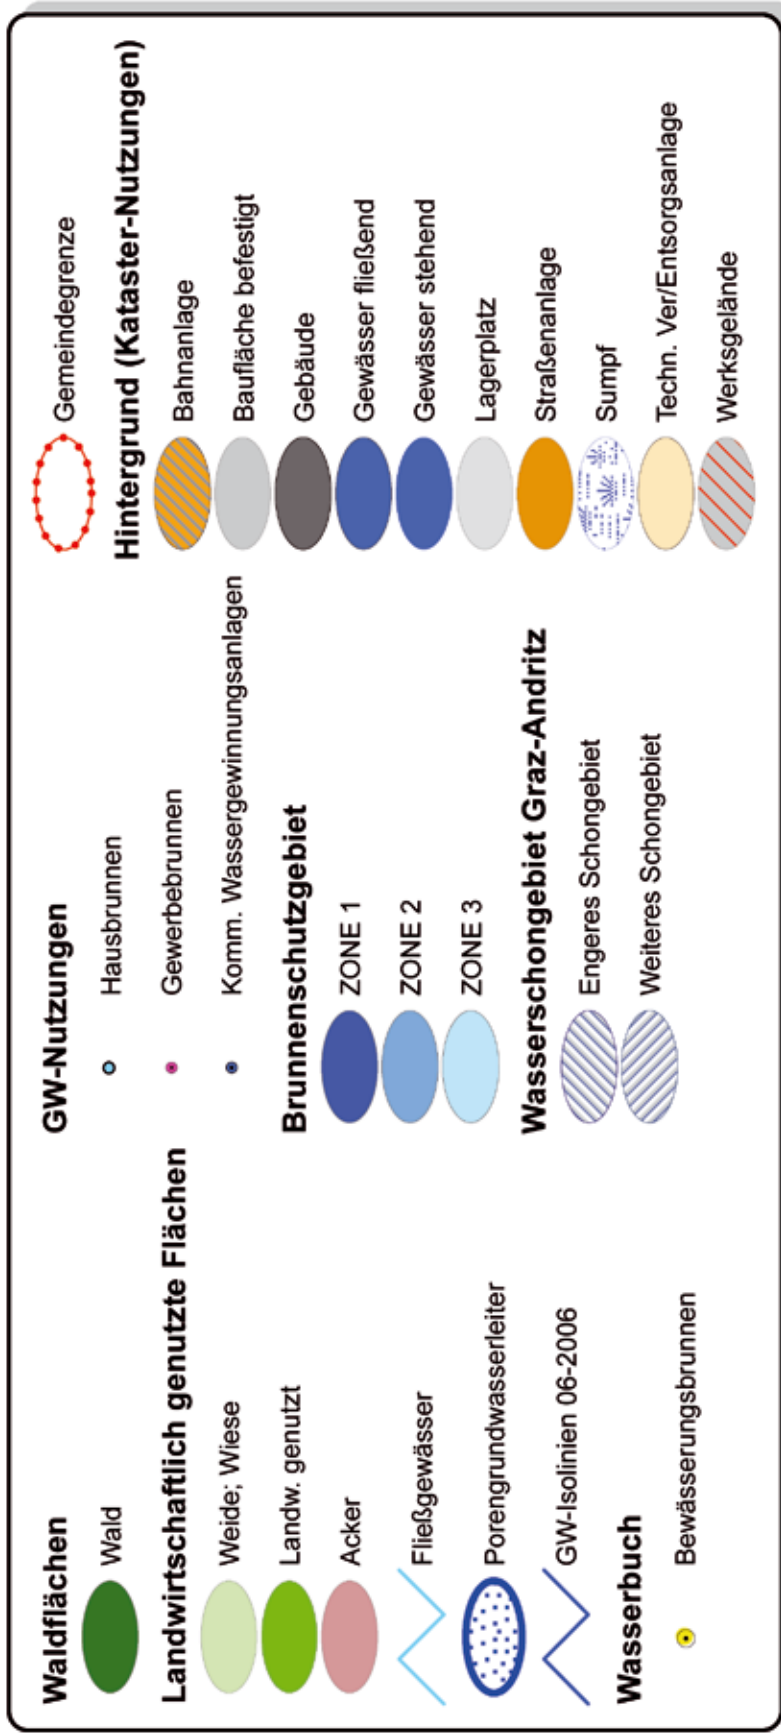 Waldflächen
Wald
Landwirtschaftlich genutzte Flächen
Weide; Wiese
Landw. genutzt
Acker
Fließgewässer
Porengrundwasserleiter
GW-Isolinien 06-2006
Wasserbuch
Bewässerungsbrunnen
GW-Nutzungen
Hausbrunnen
Gewerbebrunnen
Komm. Wassergewinnungsanlagen
Brunnenschutzgebiet
ZONE 1
ZONE 2
ZONE 3
Wasserschongebiet Graz-Andritz
Engeres Schongebiet
Weiteres Schongebiet
Gemeindegrenze
Hintergrund (Kataster-Nutzungen)
Bahnanlage
Baufläche befestigt
Gebäude
Gewässer fließend
Gewässer stehend
Lagerplatz
Straßenanlage
Sumpf
Techn. Ver/Entsorgsanlage
Werksgelände